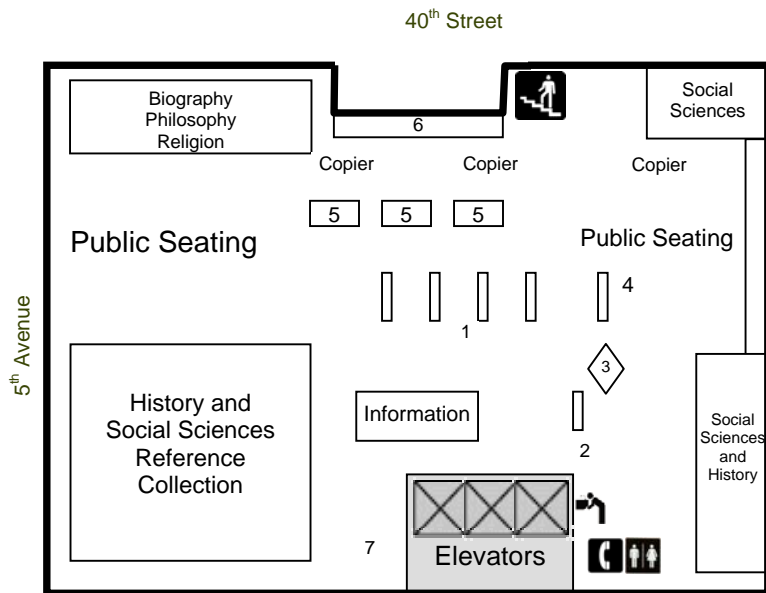 40th Street
Biography
Philosophy
Religion
Social
Sciences
6
Copier
Copier
Copier
5
5
5
Public Seating
Public Seating
4
1
5th Avenue
3
History and
Social Sciences
Reference
Collection
Information
2
Social
Sciences
and
History
7
Elevators